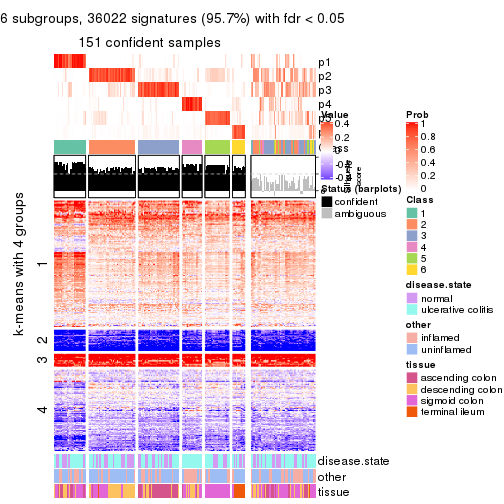 6 subgroups, 36022 signatures (95.7%) with fdr < 0.05
151 confident samples
p1
p2
p3
p4
k-means with 4 groups
1
2
3
4
disease.state
other
tissue
Value
0.4
0.2
Status (barplots)
confident
ambiguous
Prob
1
0.8
0.6
0.4
0.2
0
Class
1
2
3
4
5
6
disease.state
normal
ulcerative colitis
other
inflamed
uninflamed
tissue
ascending colon
descending colon
sigmoid colon
terminal ileum